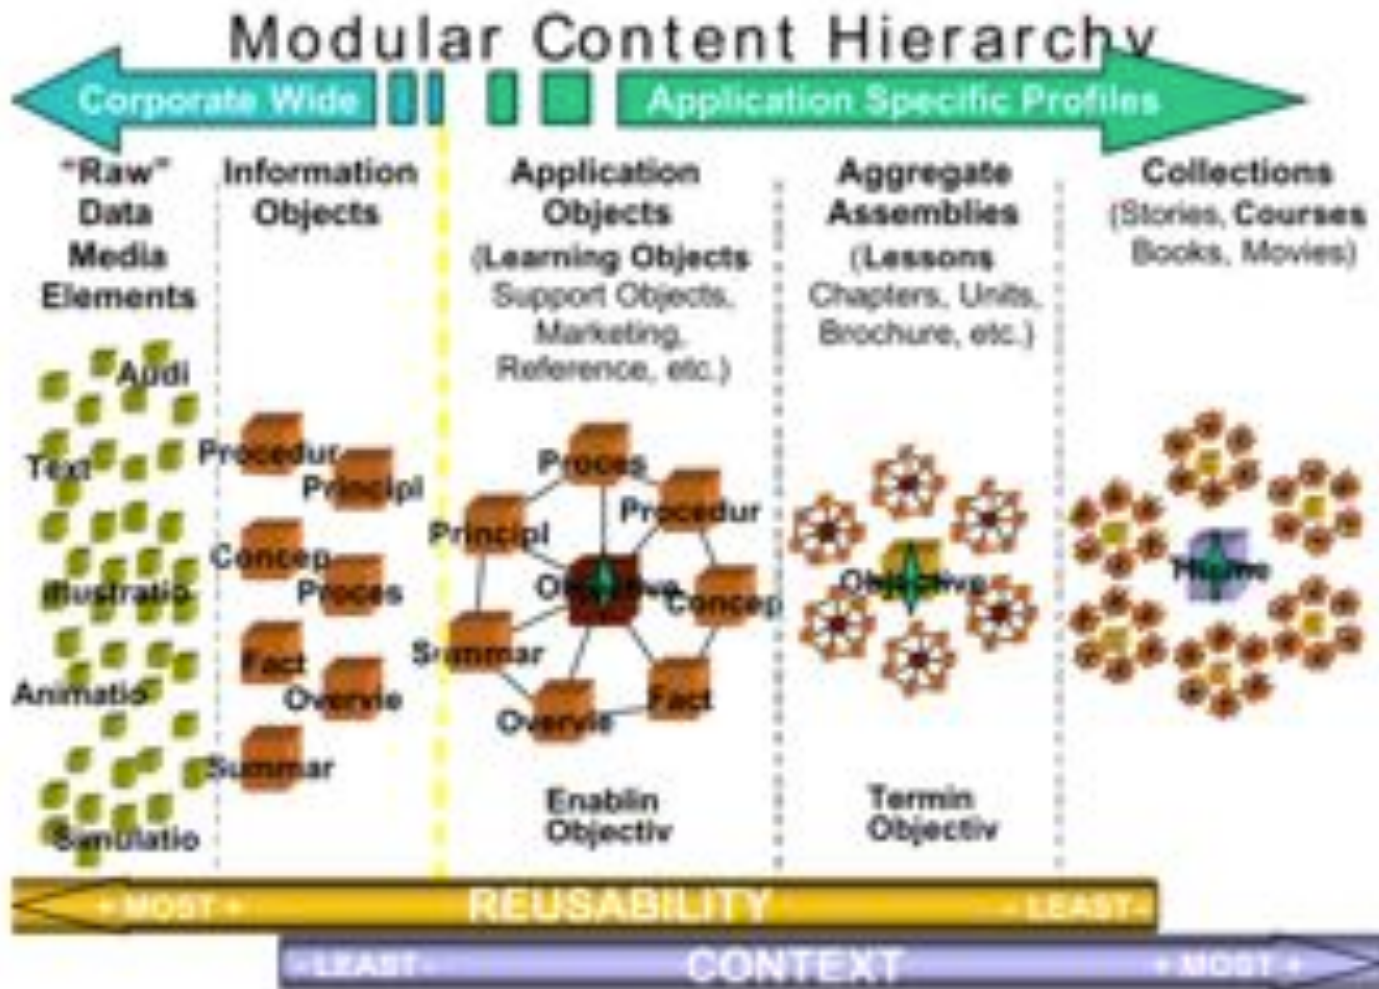 Modular Content Hierarchy
Corporate Wide
Application Specific Profiles
"Raw"
Data
Media
Elements
Information
Objects
Application
Objects
(Learning Objects
Support Objects,
Marketing,
Reference, etc.)
Aggregate
Assemblies
(Lessons
Chapters, Units,
Brochure, etc.)
Collections
(Stories, Courses
Books, Movies)
Audi
Text
Illustratio
Animatio
Simulatio
Procedur
Principl
Concep
Proces
Fact
Overvie
Summar
Proces
Procedur
Principl
Objective
Concep
Summar
Fact
Overvie
Enablin
Objectiv
Objective
Termin
Objectiv
REUSABILITY
+ MOST +
- LEAST -
CONTEXT
- LEAST -
+ MOST +